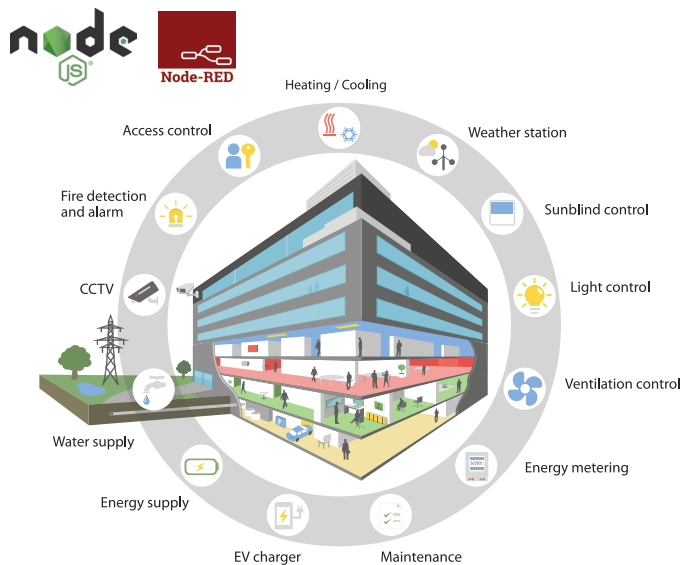 node
JS
Node-RED
Heating / Cooling
Access control
Weather station
Fire detection
and alarm
Sunblind control
CCTV
Light control
Ventilation control
Water supply
Energy metering
kWh
Energy supply
EV charger
Maintenance